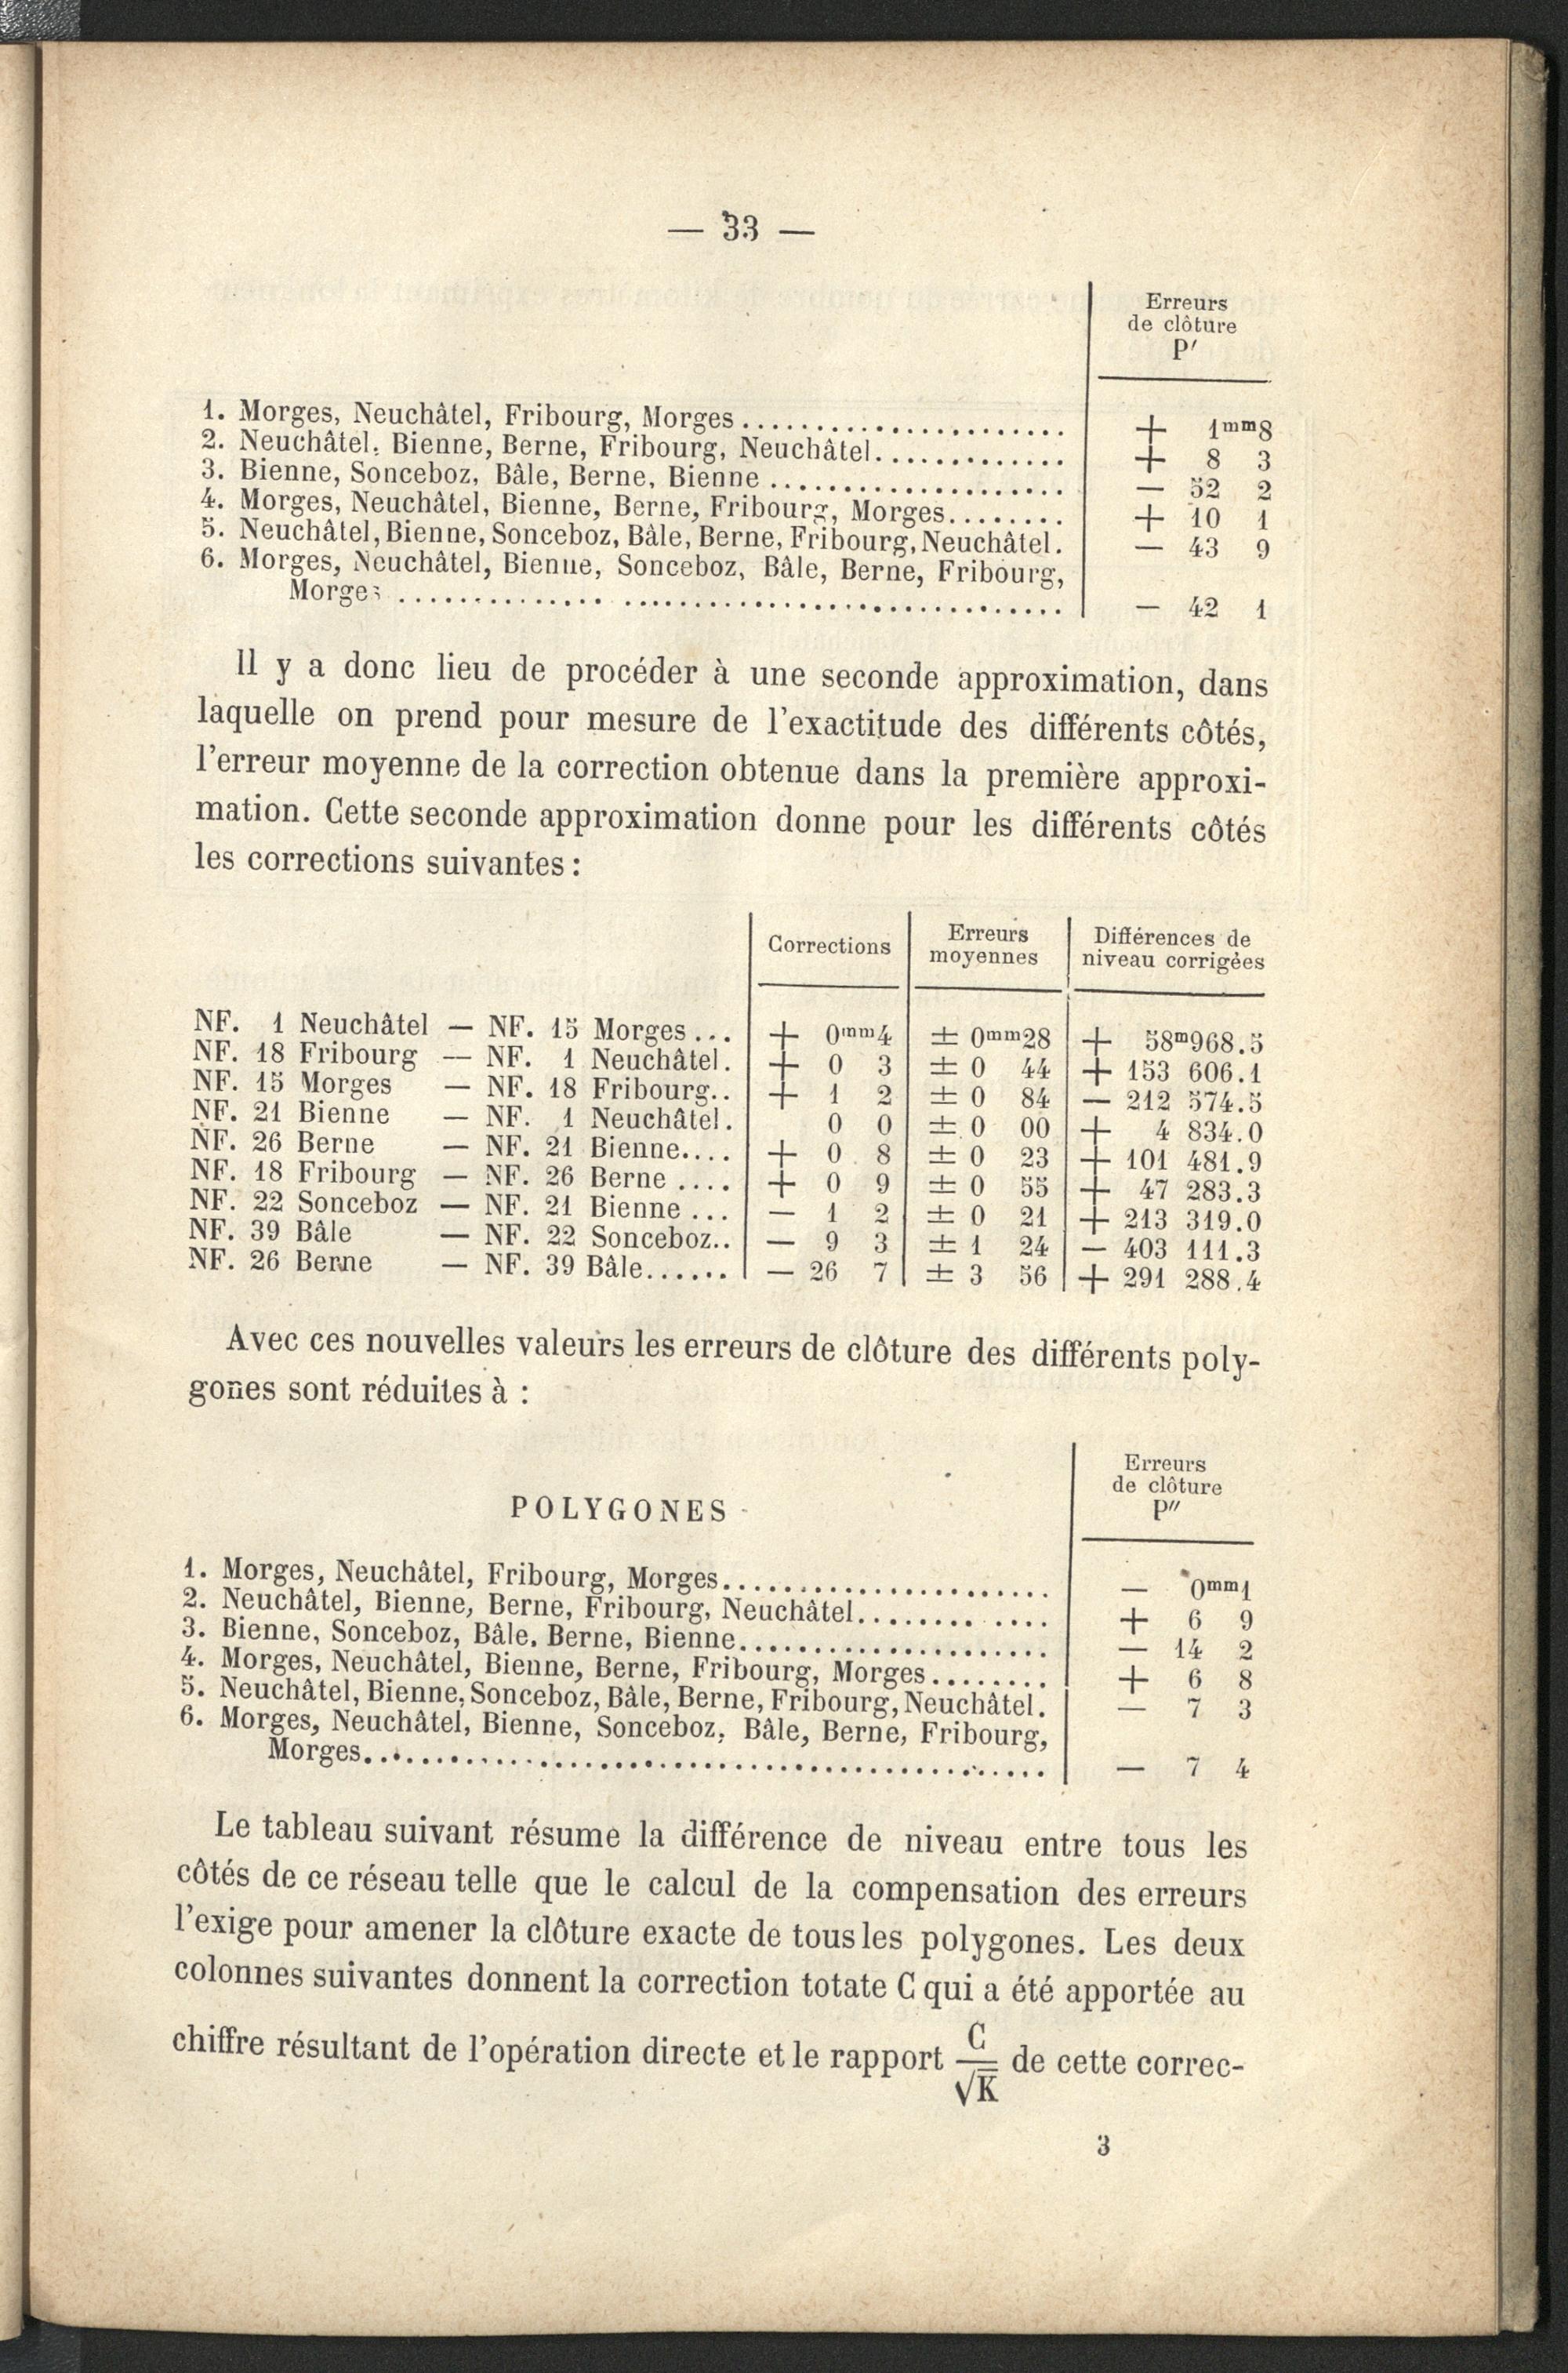 — 33 —
Erreurs
de clôture
P′
1. Morges, Neuchâtel, Fribourg, Morges ...................... + 1mm8
2. Neuchâtel, Bienne, Berne, Fribourg, Neuchâtel ............. + 8 3
3. Bienne, Sonceboz, Bâle, Berne, Bienne .................... — 52 2
4. Morges, Neuchâtel, Bienne, Berne, Fribourg, Morges ........ + 10 1
5. Neuchâtel, Bienne, Sonceboz, Bâle, Berne, Fribourg, Neuchâtel. — 43 9
6. Morges, Neuchâtel, Bienne, Sonceboz, Bâle, Berne, Fribourg,
Morges ............................................ — 42 1
Il y a donc lieu de procéder à une seconde approximation, dans
laquelle on prend pour mesure de l'exactitude des différents côtés,
l'erreur moyenne de la correction obtenue dans la première approxi-
mation. Cette seconde approximation donne pour les différents côtés
les corrections suivantes :
Corrections Erreurs moyennes Différences de niveau corrigées
NF. 1 Neuchâtel — NF. 15 Morges ... + 0mm4 ± 0mm28 + 58m968.5
NF. 18 Fribourg — NF. 1 Neuchâtel. + 0 3 ± 0 44 + 153 606.1
NF. 15 Morges — NF. 18 Fribourg.. + 1 2 ± 0 84 — 212 574.5
NF. 21 Bienne — NF. 1 Neuchâtel. 0 0 ± 0 00 + 4 834.0
NF. 26 Berne — NF. 21 Bienne.... + 0 8 ± 0 23 + 101 481.9
NF. 18 Fribourg — NF. 26 Berne .... + 0 9 ± 0 55 + 47 283.3
NF. 22 Sonceboz — NF. 21 Bienne ... — 1 2 ± 0 21 + 213 319.0
NF. 39 Bâle — NF. 22 Sonceboz.. — 9 3 ± 1 24 — 403 111.3
NF. 26 Berne — NF. 39 Bâle...... — 26 7 ± 3 56 + 291 288.4
Avec ces nouvelles valeurs les erreurs de clôture des différents poly-
gones sont réduites à :
Erreurs
de clôture
P″
POLYGONES
1. Morges, Neuchâtel, Fribourg, Morges ...................... — 0mm1
2. Neuchâtel, Bienne, Berne, Fribourg, Neuchâtel ............ + 6 9
3. Bienne, Sonceboz, Bâle. Berne, Bienne ..................... — 14 2
4. Morges, Neuchâtel, Bienne, Berne, Fribourg, Morges ........ + 6 8
5. Neuchâtel, Bienne, Sonceboz, Bâle, Berne, Fribourg, Neuchâtel. — 7 3
6. Morges, Neuchâtel, Bienne, Sonceboz, Bâle, Berne, Fribourg,
Morges ............................................ — 7 4
Le tableau suivant résume la différence de niveau entre tous les
côtés de ce réseau telle que le calcul de la compensation des erreurs
l'exige pour amener la clôture exacte de tous les polygones. Les deux
colonnes suivantes donnent la correction totate C qui a été apportée au
chiffre résultant de l'opération directe et le rapport C/√K de cette correc-
3